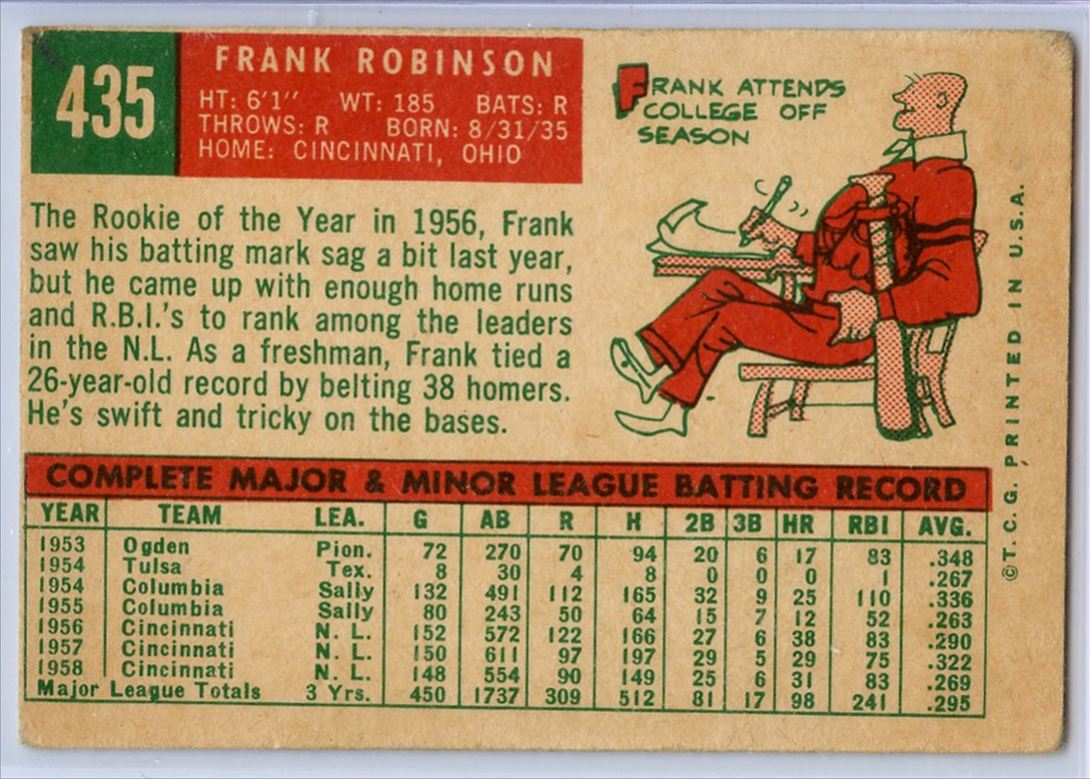 435
FRANK ROBINSON
HT: 6'1" WT: 185 BATS: R
THROWS: R BORN: 8/31/35
HOME: CINCINNATI, OHIO
FRANK ATTENDS
COLLEGE OFF
SEASON
The Rookie of the Year in 1956, Frank
saw his batting mark sag a bit last year,
but he came up with enough home runs
and R.B.I.'s to rank among the leaders
in the N.L. As a freshman, Frank tied a
26-year-old record by belting 38 homers.
He's swift and tricky on the bases.
COMPLETE MAJOR & MINOR LEAGUE BATTING RECORD
YEAR TEAM LEA. G AB R H 2B 3B HR RBI AVG.
1953 Ogden Pion. 72 270 70 94 20 6 17 83 .348
1954 Tulsa Tex. 8 30 4 8 0 0 0 1 .267
1954 Columbia Sally 132 491 112 165 32 9 25 110 .336
1955 Columbia Sally 80 243 50 64 15 7 12 52 .263
1956 Cincinnati N. L. 152 572 122 166 27 6 38 83 .290
1957 Cincinnati N. L. 150 611 97 197 29 5 29 75 .322
1958 Cincinnati N. L. 148 554 90 149 25 6 31 83 .269
Major League Totals 3 Yrs. 450 1737 309 512 81 17 98 241 .295
©T. C. G. PRINTED IN U.S.A.